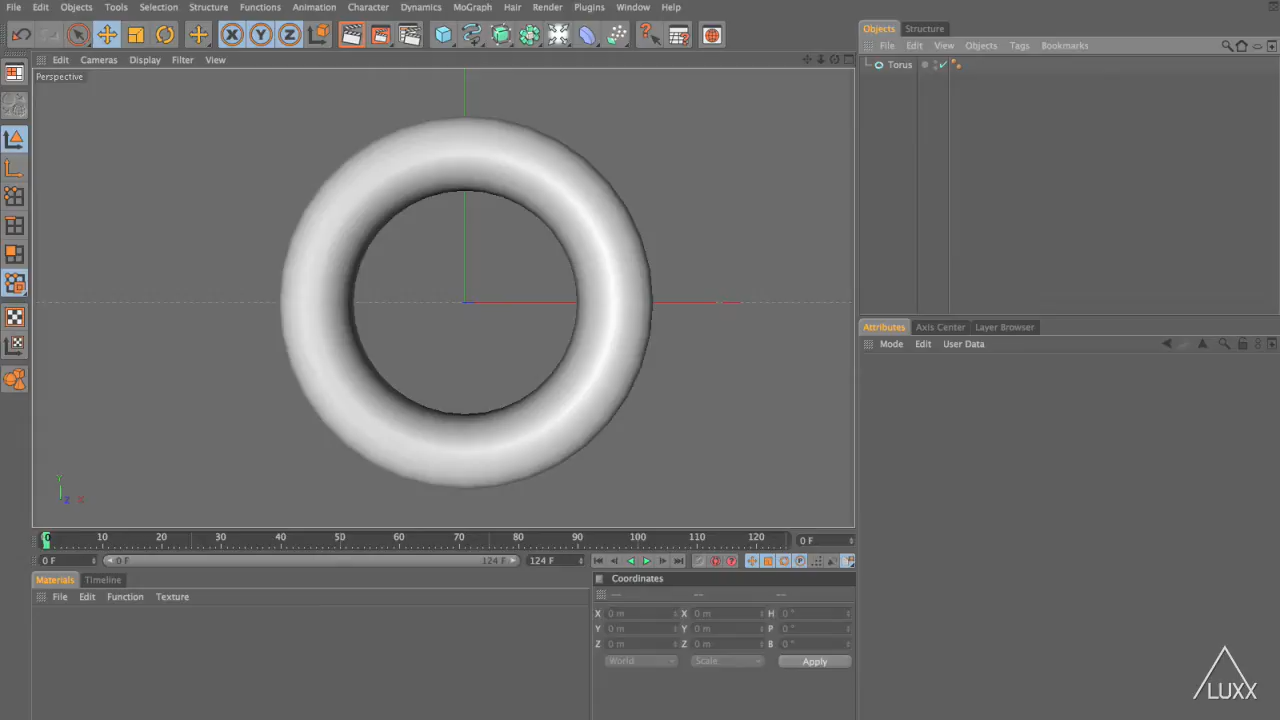 File Edit Objects Tools Selection Structure Functions Animation Character Dynamics MoGraph Hair Render Plugins Window Help
X Y Z
Objects Structure
File Edit View Objects Tags Bookmarks
Torus
Edit Cameras Display Filter View
Perspective
Y
Z X
Attributes Axis Center Layer Browser
Mode Edit User Data
0 10 20 30 40 50 60 70 80 90 100 110 120 0 F
0 F 0 F 124 F 124 F
Materials Timeline
File Edit Function Texture
Coordinates
-- -- --
X 0 m X 0 m H 0 °
Y 0 m Y 0 m P 0 °
Z 0 m Z 0 m B 0 °
World Scale Apply
LUXX